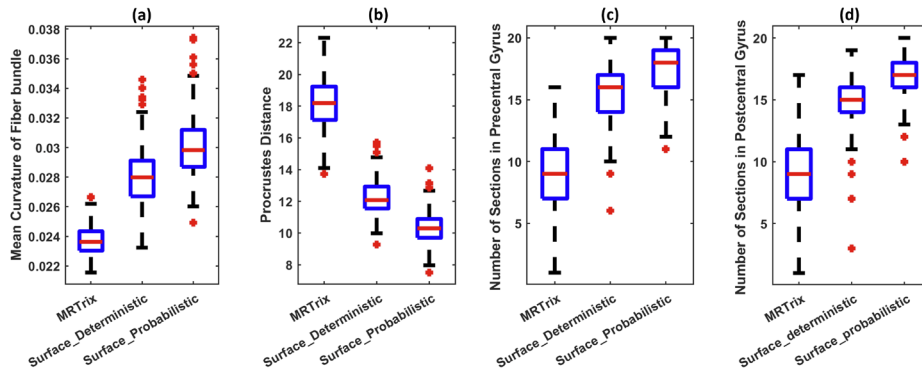 (a)
Mean Curvature of Fiber bundle
0.038
0.036
0.034
0.032
0.03
0.028
0.026
0.024
0.022
MRTrix
Surface_Deterministic
Surface_Probabilistic
(b)
Procrustes Distance
22
20
18
16
14
12
10
8
MRTrix
Surface_Deterministic
Surface_Probabilistic
(c)
Number of Sections in Precentral Gyrus
20
15
10
5
MRTrix
Surface_Deterministic
Surface_Probabilistic
(d)
Number of Sections in Postcentral Gyrus
20
15
10
5
MRTrix
Surface_deterministic
Surface_probabilistic